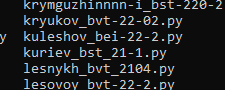 krymguzhinnnn-i_bst-220-2
kryukov_bvt-22-02.py
y kuleshov_bei-22-2.py
kuriev_bst_21-1.py
lesnykh_bvt_2104.py
lesovoy_bvt-22-2.py